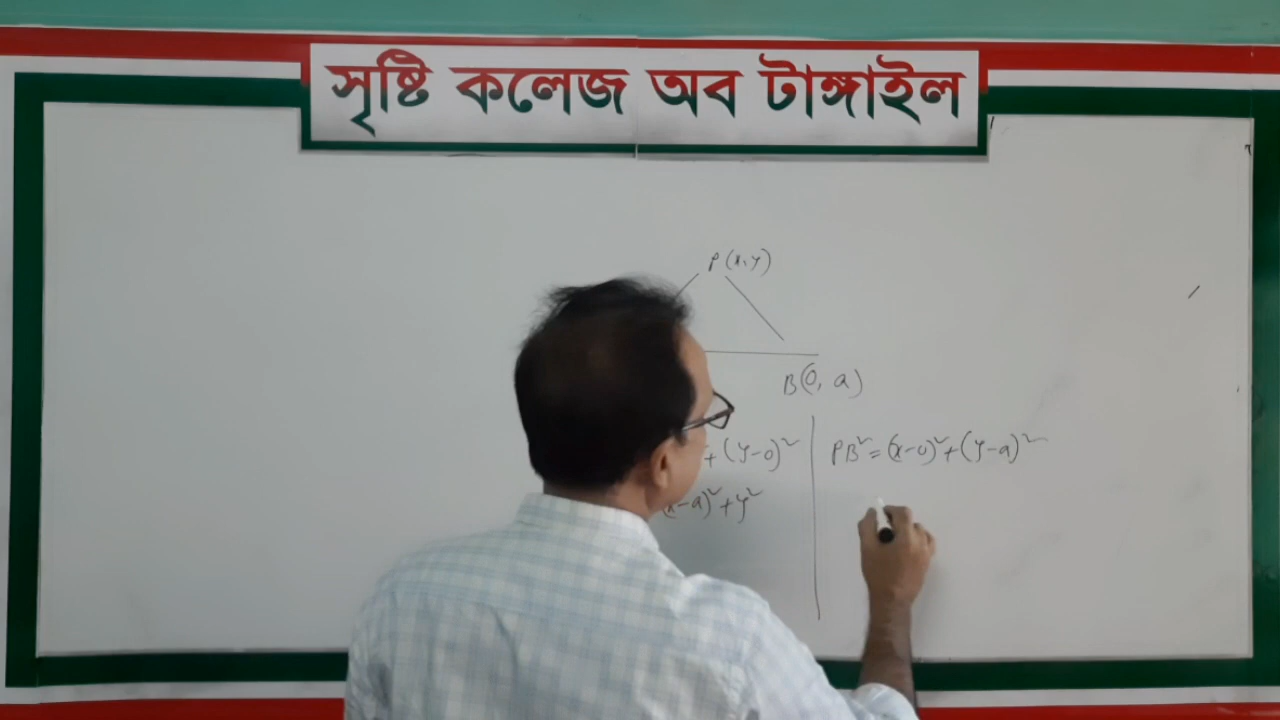 সৃষ্টি কলেজ অব টাঙ্গাইল
P(x,y)
B(0, a)
+(y-0)²
PB²=(x-0)²+(y-a)²
(x-a)²+y²